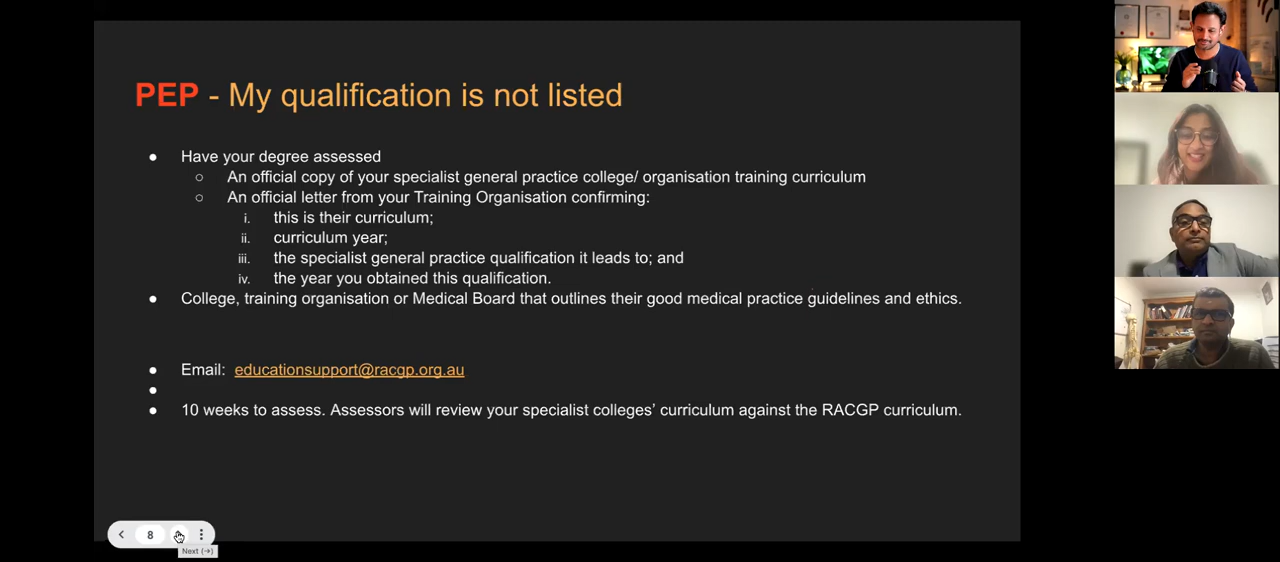 PEP - My qualification is not listed
● Have your degree assessed
○ An official copy of your specialist general practice college/ organisation training curriculum
○ An official letter from your Training Organisation confirming:
i. this is their curriculum;
ii. curriculum year;
iii. the specialist general practice qualification it leads to; and
iv. the year you obtained this qualification.
● College, training organisation or Medical Board that outlines their good medical practice guidelines and ethics.
● Email: educationsupport@racgp.org.au
●
● 10 weeks to assess. Assessors will review your specialist colleges’ curriculum against the RACGP curriculum.
8
Next (→)